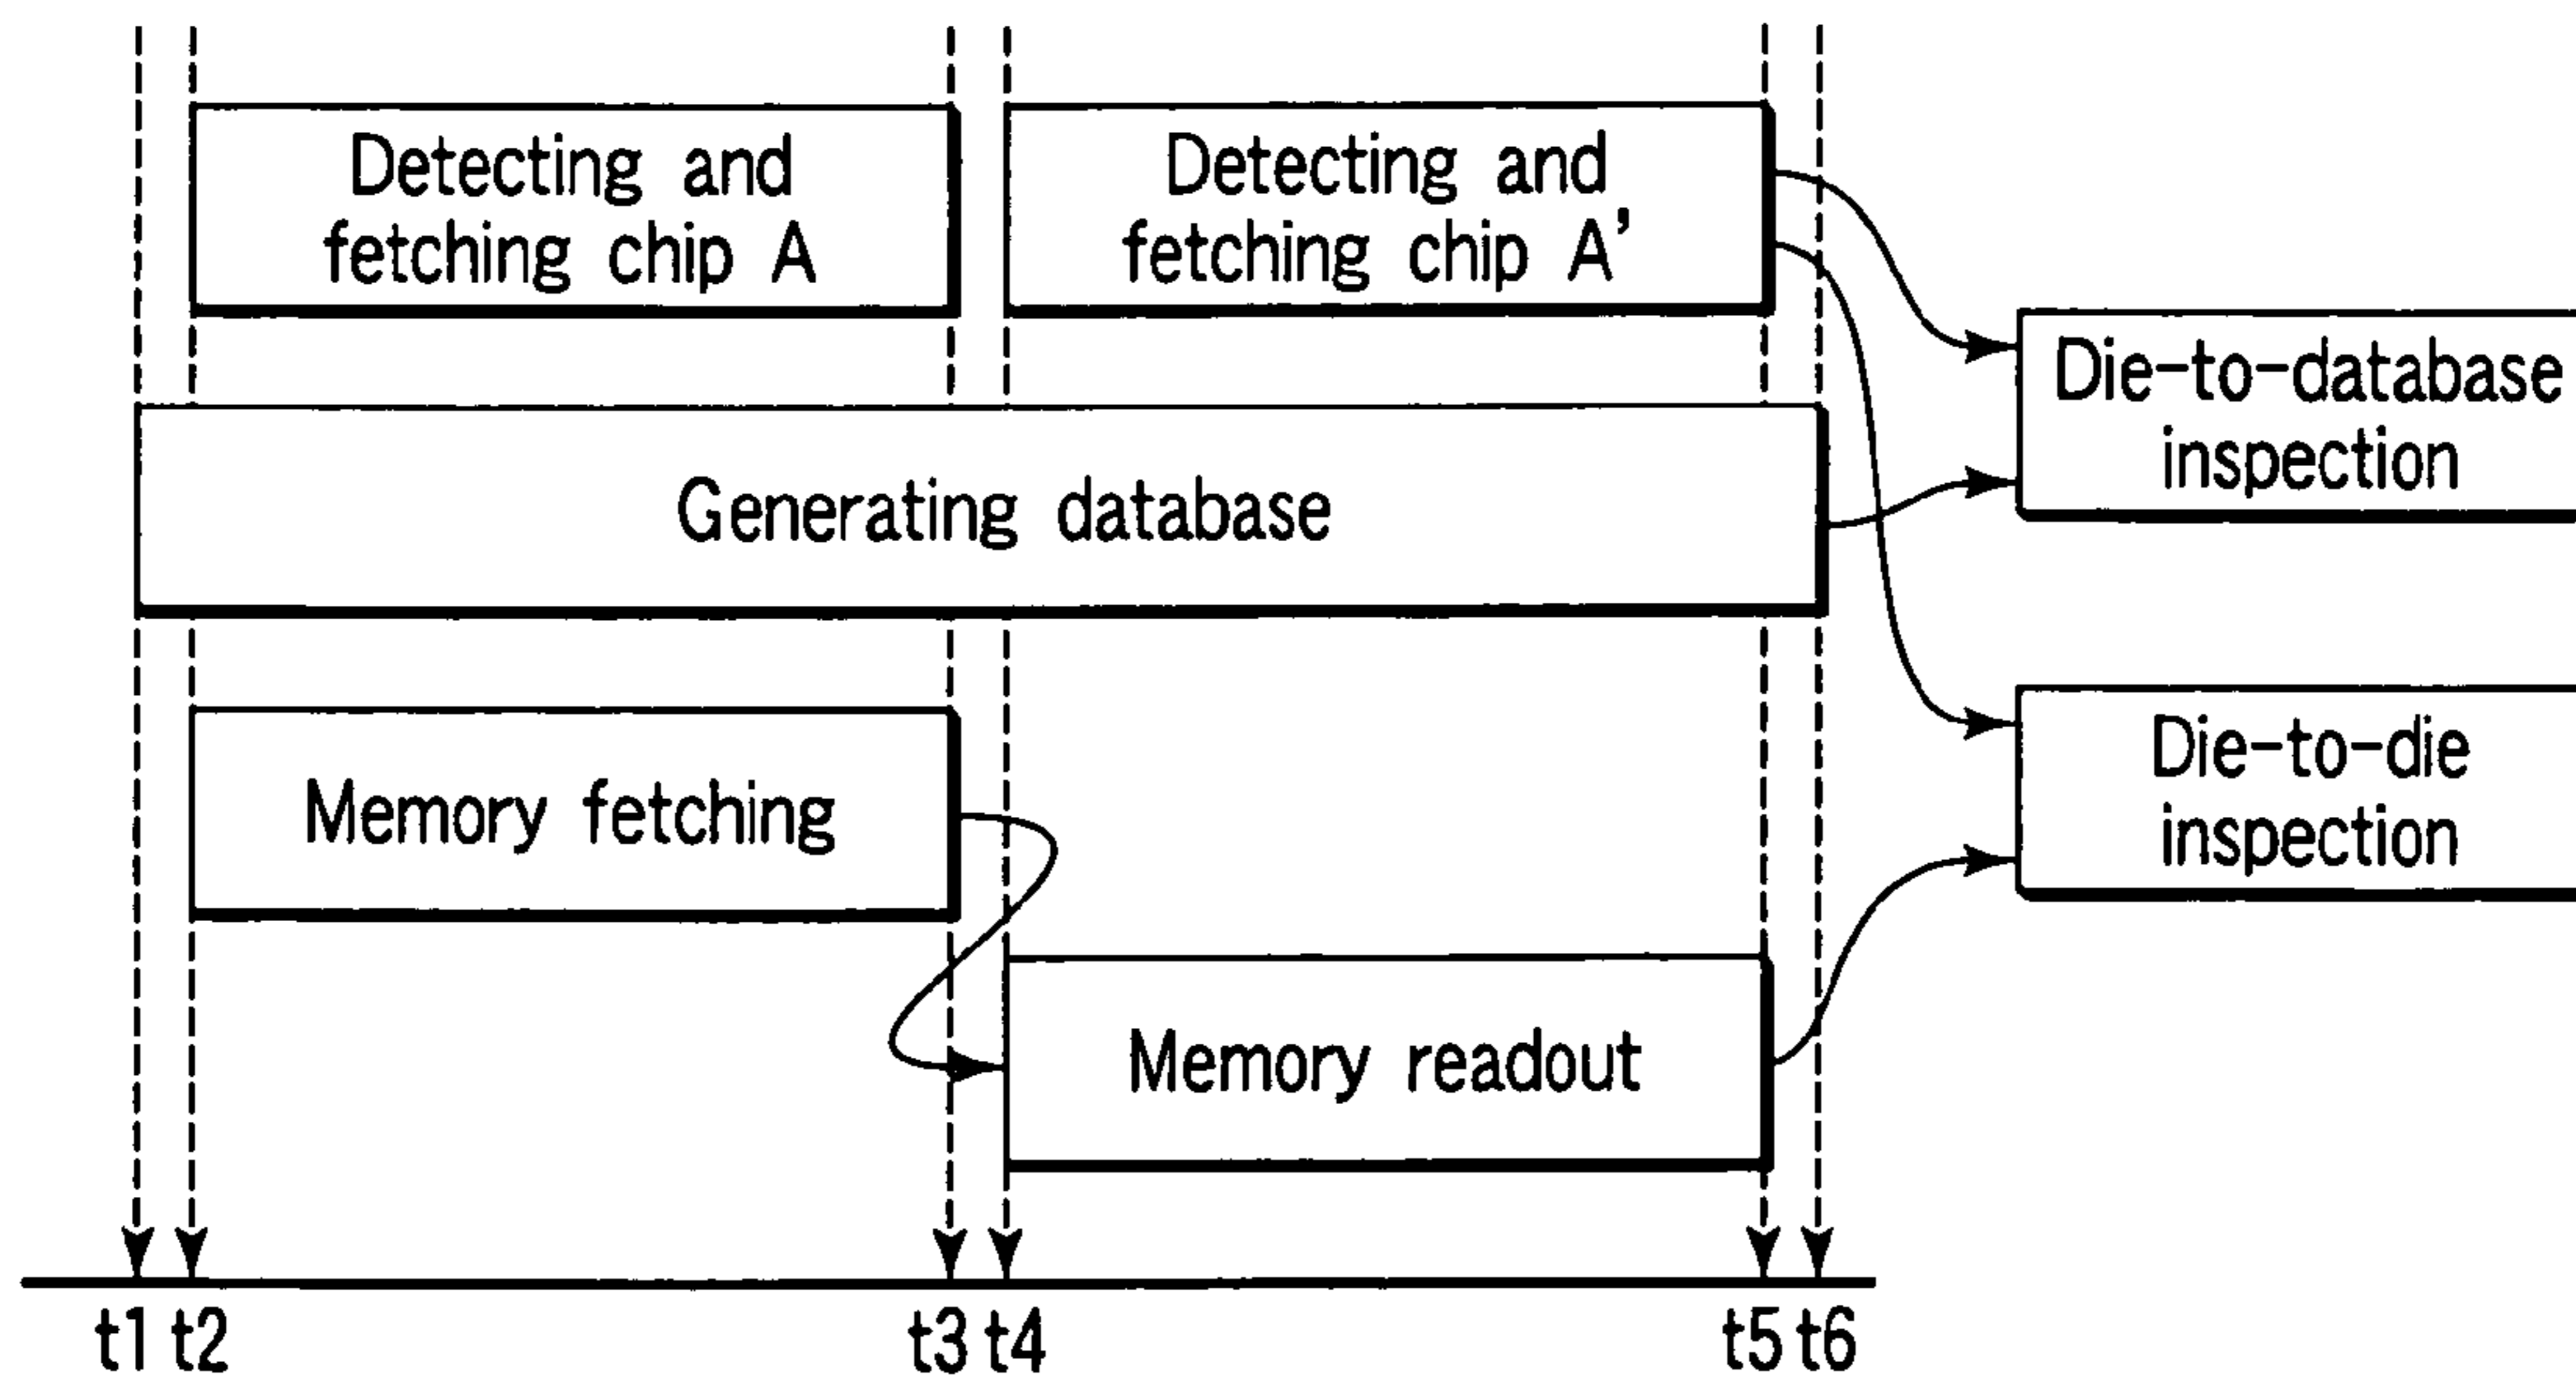 Detecting and
fetching chip A
Detecting and
fetching chip A'
Die-to-database
inspection
Generating database
Die-to-die
inspection
Memory fetching
Memory readout
t1 t2 t3 t4 t5 t6